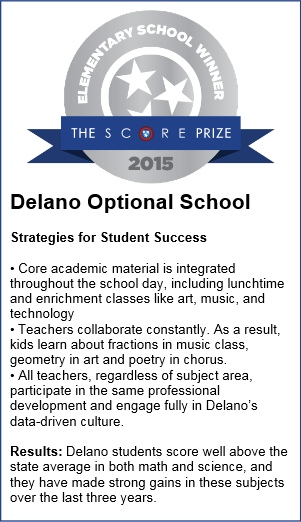 ELEMENTARY SCHOOL WINNER
THE SCORE PRIZE
2015
Delano Optional School
Strategies for Student Success
• Core academic material is integrated
throughout the school day, including lunchtime
and enrichment classes like art, music, and
technology
• Teachers collaborate constantly. As a result,
kids learn about fractions in music class,
geometry in art and poetry in chorus.
• All teachers, regardless of subject area,
participate in the same professional
development and engage fully in Delano's
data-driven culture.
Results: Delano students score well above the
state average in both math and science, and
they have made strong gains in these subjects
over the last three years.